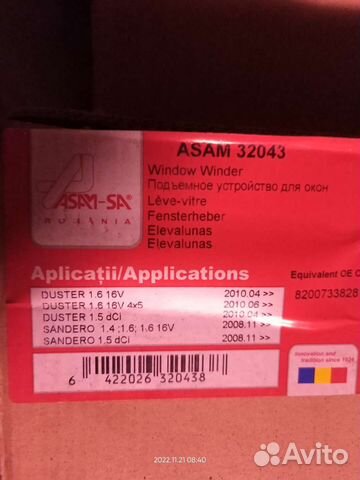 ASAM 32043
Window Winder
Подъемное устройство для окон
Lève-vitre
Fensterheber
Elevalunas
Elevalunas
ASAM-SA
ROMANIA
Aplicații/Applications
Equivalent OE C
DUSTER 1.6 16V 2010.04 >>
DUSTER 1.6 16V 4x5 2010.06 >>
DUSTER 1.5 dCi 2010.04 >>
SANDERO 1.4 ;1.6; 1.6 16V 2008.11 >>
SANDERO 1.5 dCi 2008.11 >>
8200733828
6 422026 320438
Innovation and
tradition since 1924
2022.11.21 08:40
Avito